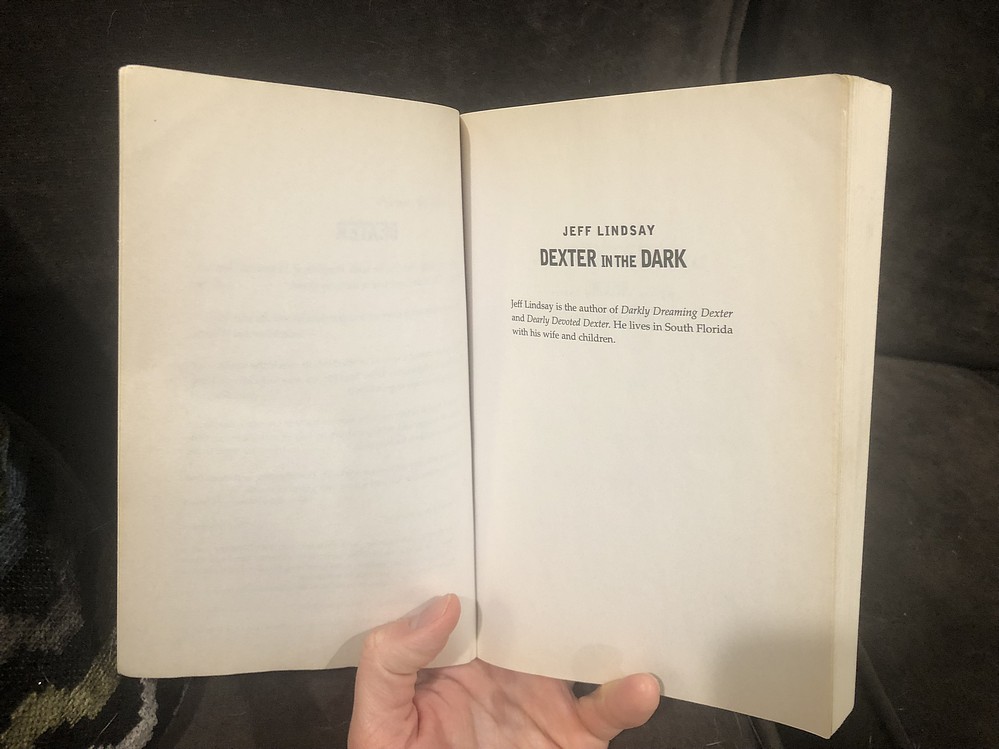 JEFF LINDSAY
DEXTER IN THE DARK
Jeff Lindsay is the author of Darkly Dreaming Dexter
and Dearly Devoted Dexter. He lives in South Florida
with his wife and children.